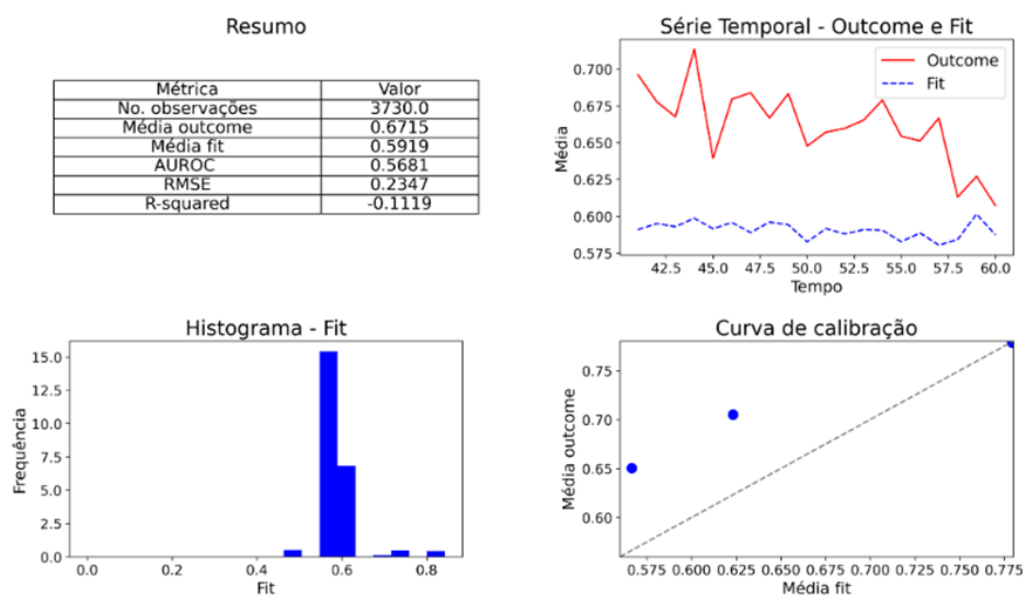 Resumo
Métrica Valor
No. observações 3730.0
Média outcome 0.6715
Média fit 0.5919
AUROC 0.5681
RMSE 0.2347
R-squared -0.1119
Série Temporal - Outcome e Fit
Outcome
Fit
Média
0.700
0.675
0.650
0.625
0.600
0.575
42.5 45.0 47.5 50.0 52.5 55.0 57.5 60.0
Tempo
Histograma - Fit
Frequência
15.0
12.5
10.0
7.5
5.0
2.5
0.0
0.0 0.2 0.4 0.6 0.8
Fit
Curva de calibração
Média outcome
0.75
0.70
0.65
0.60
0.575 0.600 0.625 0.650 0.675 0.700 0.725 0.750 0.775
Média fit